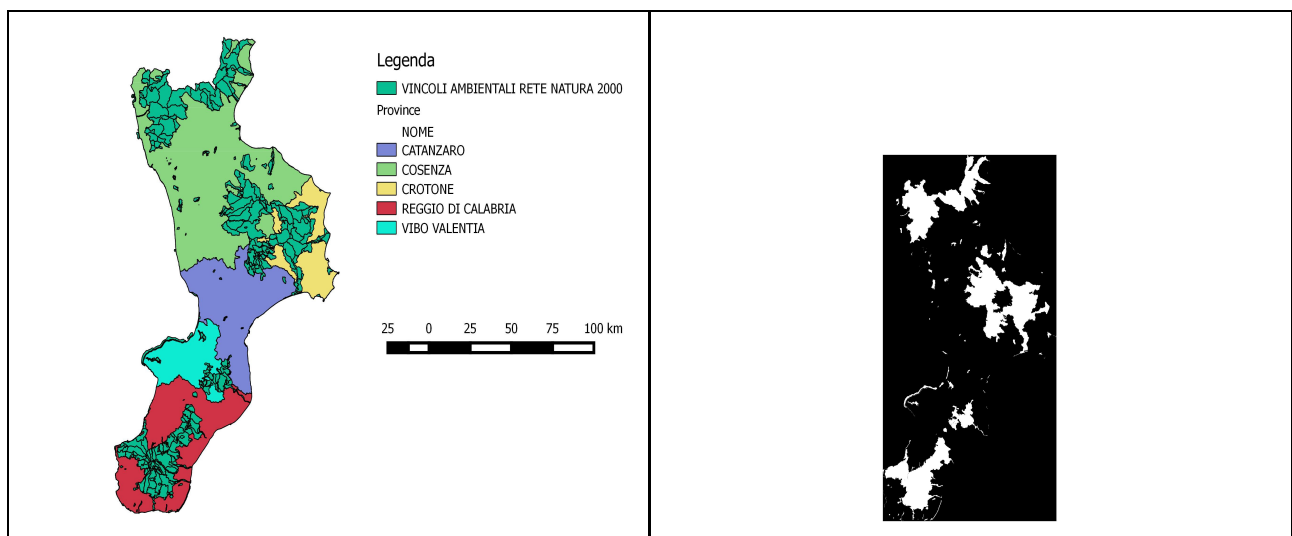 Legenda
VINCOLI AMBIENTALI RETE NATURA 2000
Province
NOME
CATANZARO
COSENZA
CROTONE
REGGIO DI CALABRIA
VIBO VALENTIA
25 0 25 50 75 100 km